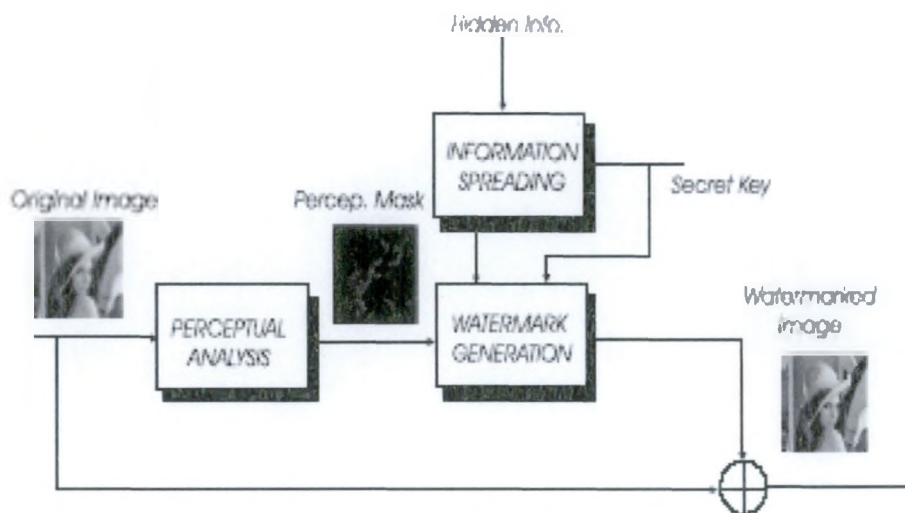 Hidden Info.
INFORMATION
SPREADING
Secret Key
Original Image
Percep. Mask
PERCEPTUAL
ANALYSIS
WATERMARK
GENERATION
Watermarked
Image